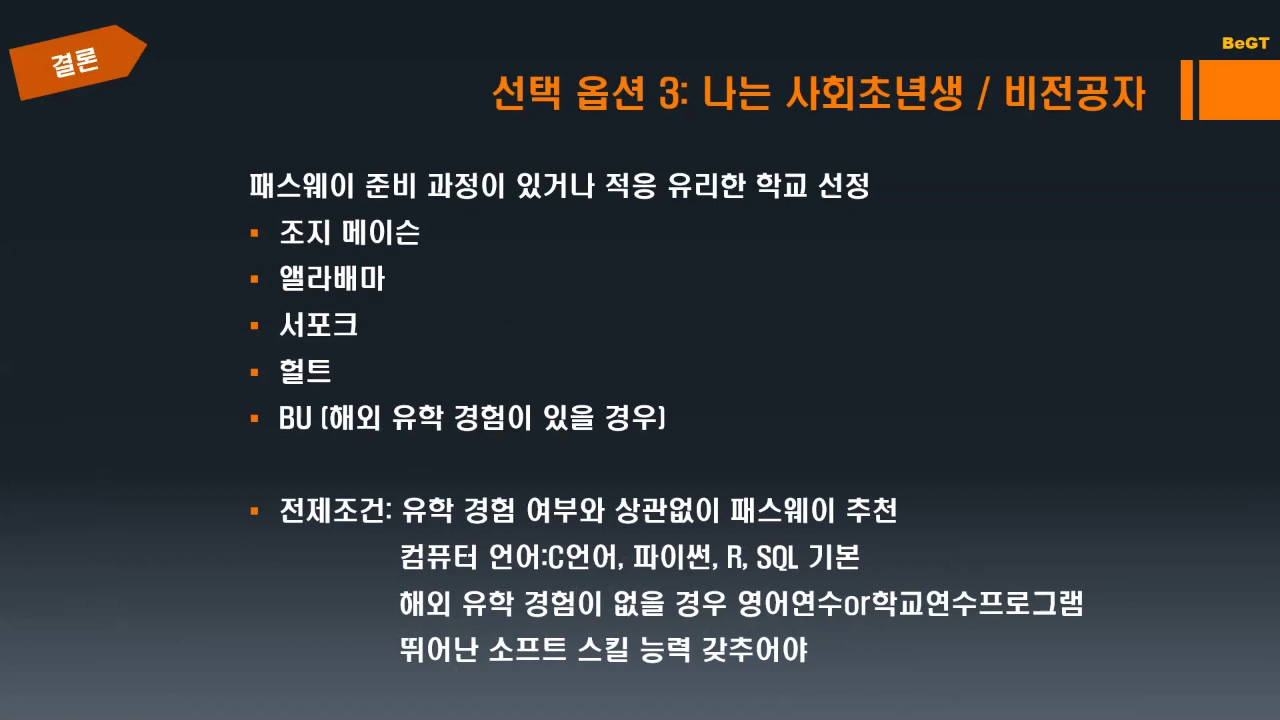 결론
BeGT
선택 옵션 3: 나는 사회초년생 / 비전공자
패스웨이 준비 과정이 있거나 적응 유리한 학교 선정
▪ 조지 메이슨
▪ 앨라배마
▪ 서포크
▪ 헐트
▪ BU (해외 유학 경험이 있을 경우)
▪ 전제조건: 유학 경험 여부와 상관없이 패스웨이 추천
컴퓨터 언어:C언어, 파이썬, R, SQL 기본
해외 유학 경험이 없을 경우 영어연수or학교연수프로그램
뛰어난 소프트 스킬 능력 갖추어야